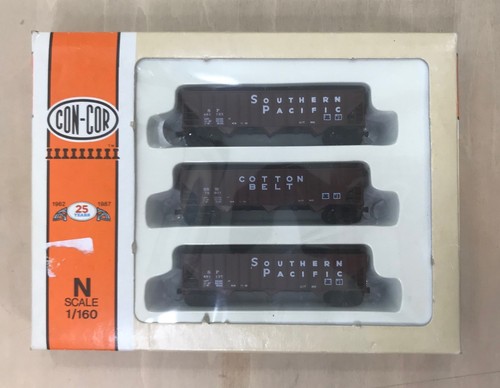 CON-COR
1962 25 1987
YEARS
N
SCALE
1/160
SOUTHERN
PACIFIC
COTTON
BELT
SOUTHERN
PACIFIC